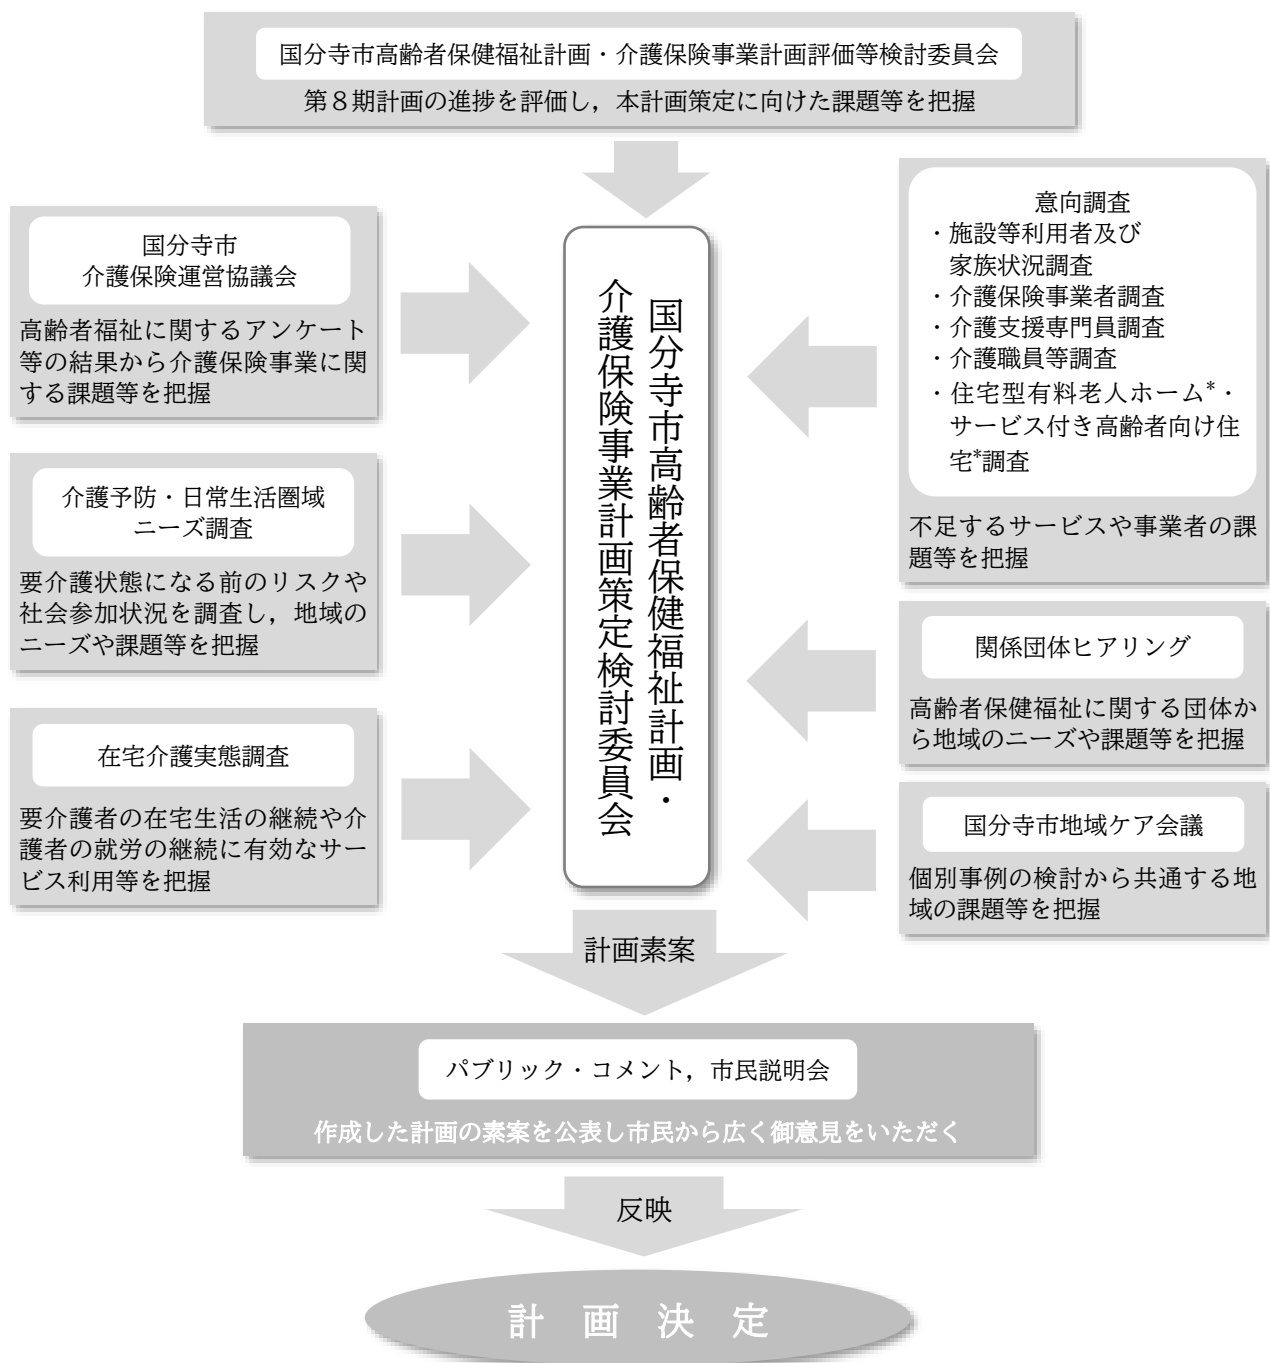 国分寺市高齢者保健福祉計画・介護保険事業計画評価等検討委員会
第８期計画の進捗を評価し，本計画策定に向けた課題等を把握
国分寺市
介護保険運営協議会
高齢者福祉に関するアンケート
等の結果から介護保険事業に関
する課題等を把握
介護予防・日常生活圏域
ニーズ調査
要介護状態になる前のリスクや
社会参加状況を調査し，地域の
ニーズや課題等を把握
在宅介護実態調査
要介護者の在宅生活の継続や介
護者の就労の継続に有効なサー
ビス利用等を把握
国分寺市高齢者保健福祉計画・
介護保険事業計画策定検討委員会
意向調査
・施設等利用者及び
家族状況調査
・介護保険事業者調査
・介護支援専門員調査
・介護職員等調査
・住宅型有料老人ホーム*・
サービス付き高齢者向け住
宅*調査
不足するサービスや事業者の課
題等を把握
関係団体ヒアリング
高齢者保健福祉に関する団体か
ら地域のニーズや課題等を把握
国分寺市地域ケア会議
個別事例の検討から共通する地
域の課題等を把握
計画素案
パブリック・コメント，市民説明会
作成した計画の素案を公表し市民から広く御意見をいただく
反映
計　画　決　定